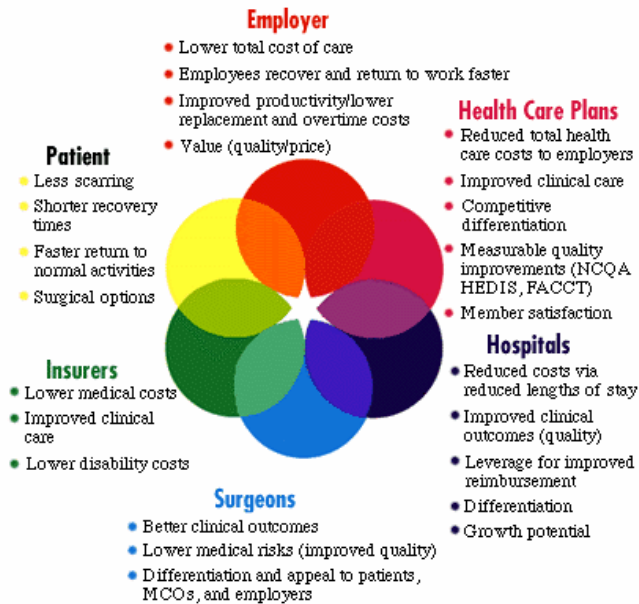 Employer
Lower total cost of care
Employees recover and return to work faster
Improved productivity/lower
replacement and overtime costs
Value (quality/price)
Health Care Plans
Reduced total health
care costs to employers
Improved clinical care
Competitive
differentiation
Measurable quality
improvements (NCQA
HEDIS, FACCT)
Member satisfaction
Hospitals
Reduced costs via
reduced lengths of stay
Improved clinical
outcomes (quality)
Leverage for improved
reimbursement
Differentiation
Growth potential
Surgeons
Better clinical outcomes
Lower medical risks (improved quality)
Differentiation and appeal to patients,
MCOs, and employers
Insurers
Lower medical costs
Improved clinical
care
Lower disability costs
Patient
Less scarring
Shorter recovery
times
Faster return to
normal activities
Surgical options